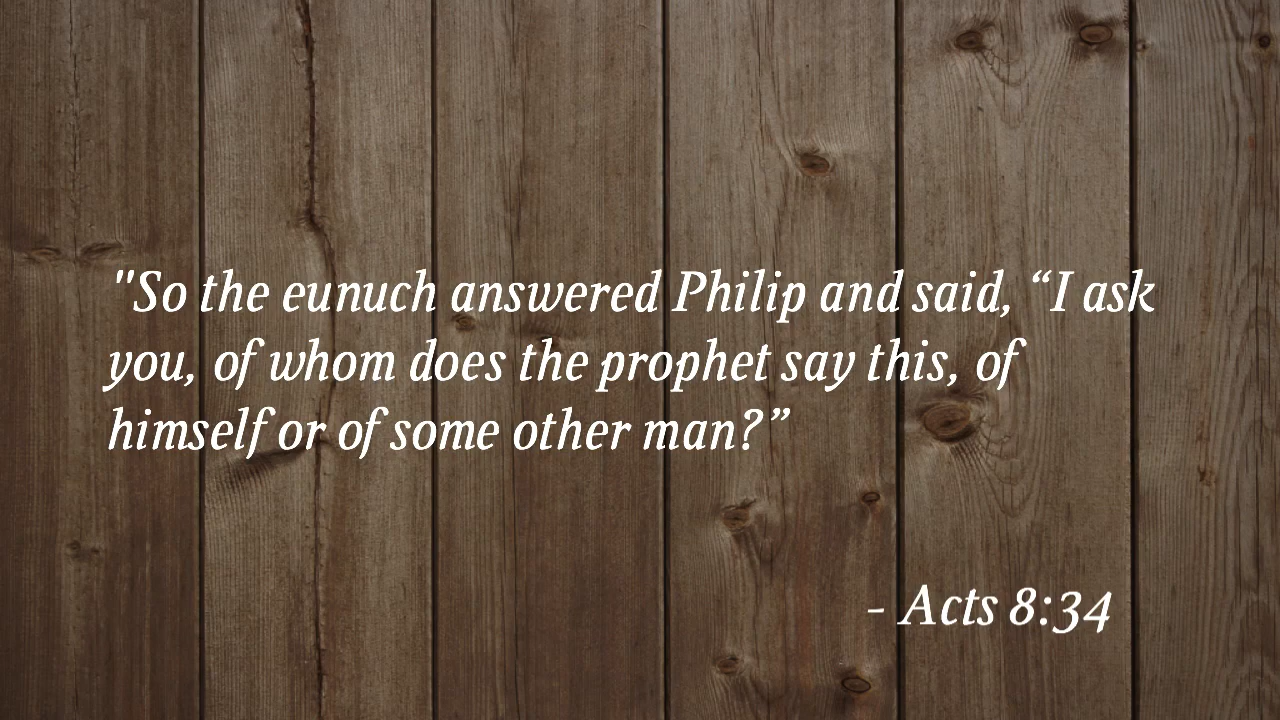 "So the eunuch answered Philip and said, “I ask
you, of whom does the prophet say this, of
himself or of some other man?”
- Acts 8:34